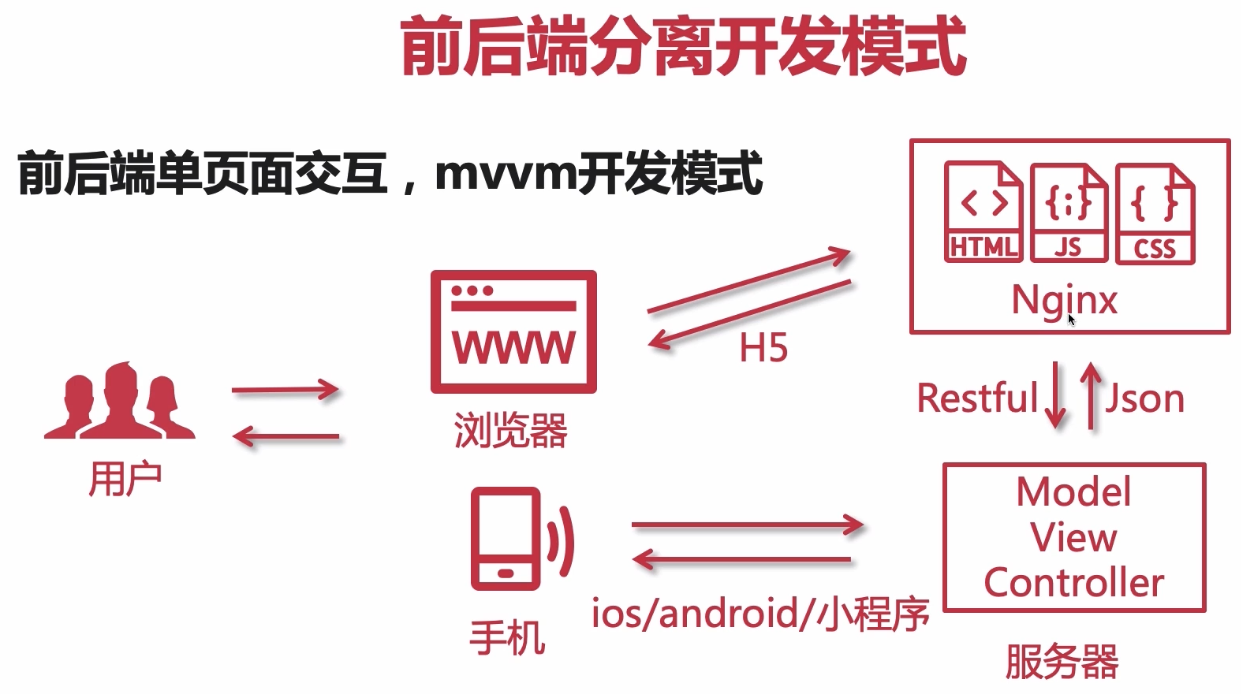 前后端分离开发模式
前后端单页面交互，mvvm开发模式
HTML
JS
CSS
Nginx
www
H5
浏览器
用户
Restful
Json
Model
View
Controller
ios/android/小程序
手机
服务器